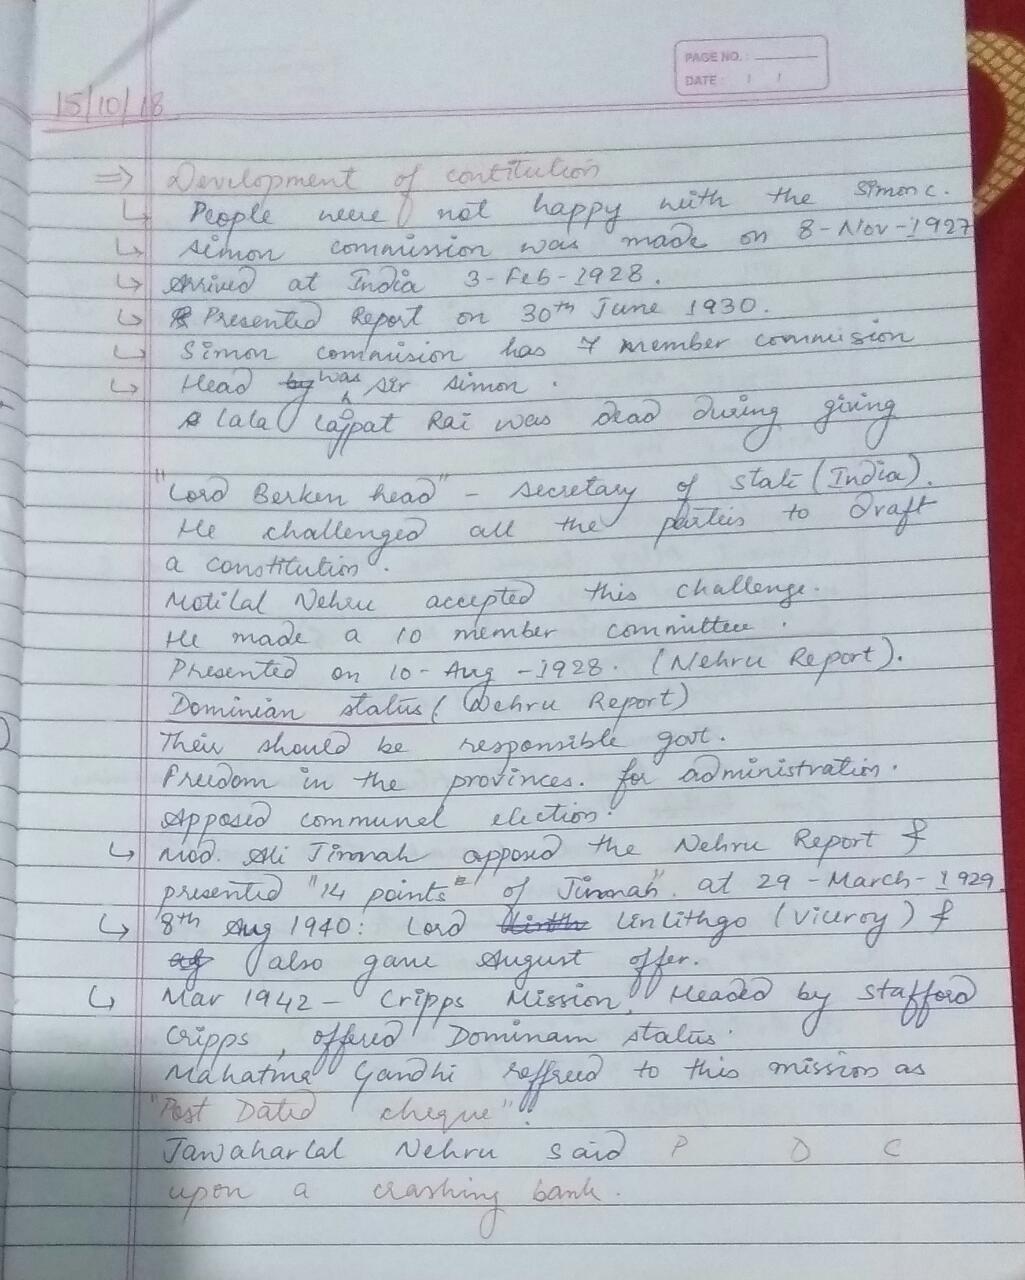 PAGE NO. :
DATE : / /
15/10/18
⇒ Development of contitution
↳ People were not happy with the Simon c.
↳ simon commission was made on 8-Nov-1927
↳ Arrived at India 3-Feb-1928.
↳ Presented Report on 30th June 1930.
↳ Simon commision has 7 member commision
↳ Head was sir simon.
lala lajpat Rai was dead during giving
"Lord Berken head" - secretary of state (India).
He challenged all the parteis to draft
a constitution.
Motilal Nehru accepted this challenge.
He made a 10 member committee.
Presented on 10-Aug-1928. (Nehru Report).
Dominian status (Nehru Report)
Their should be responsible govt.
Freedom in the provinces. for administration.
Apposed communel election.
↳ Mod. Ali Jinnah apposed the Nehru Report &
presented "14 points" of Jinnah". at 29-March-1929.
↳ 8th Aug 1940: Lord Linlithgo (Viceroy) &
also gave August offer.
↳ Mar 1942 - Cripps Mission, Headed by Stafford
Cripps, offered Dominam status.
Mahatma Gandhi reffreed to this mission as
"Post Dated cheque".
Jawaharlal Nehru said P D C
upon a crashing bank.